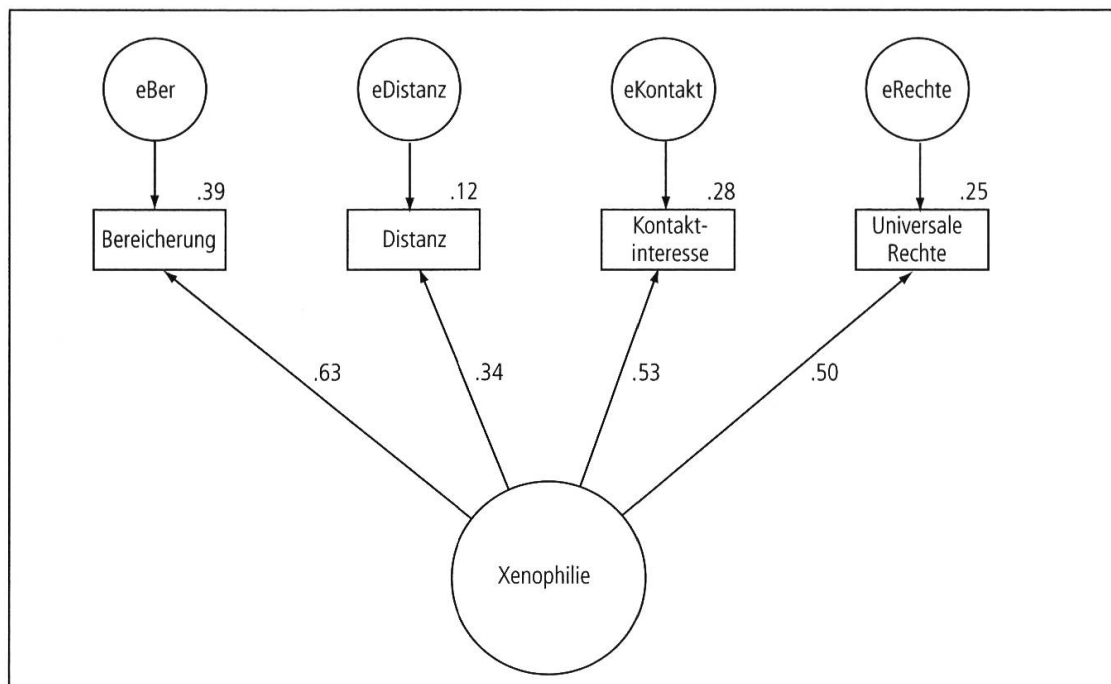 eBer
eDistanz
eKontakt
eRechte
.39
.12
.28
.25
Bereicherung
Distanz
Kontakt-
interesse
Universale
Rechte
.63
.34
.53
.50
Xenophilie